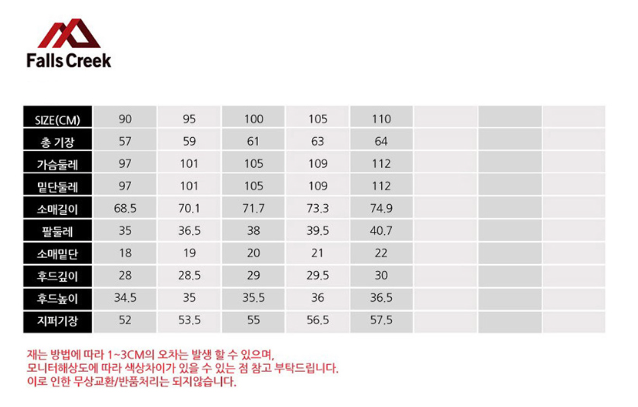 Falls Creek
SIZE(CM) 90 95 100 105 110
총 기장 57 59 61 63 64
가슴둘레 97 101 105 109 112
밑단둘레 97 101 105 109 112
소매길이 68.5 70.1 71.7 73.3 74.9
팔둘레 35 36.5 38 39.5 40.7
소매밑단 18 19 20 21 22
후드깊이 28 28.5 29 29.5 30
후드높이 34.5 35 35.5 36 36.5
지퍼기장 52 53.5 55 56.5 57.5
재는 방법에 따라 1~3CM의 오차는 발생 할 수 있으며,
모니터해상도에 따라 색상차이가 있을 수 있는 점 참고 부탁드립니다.
이로 인한 무상교환/반품처리는 되지않습니다.